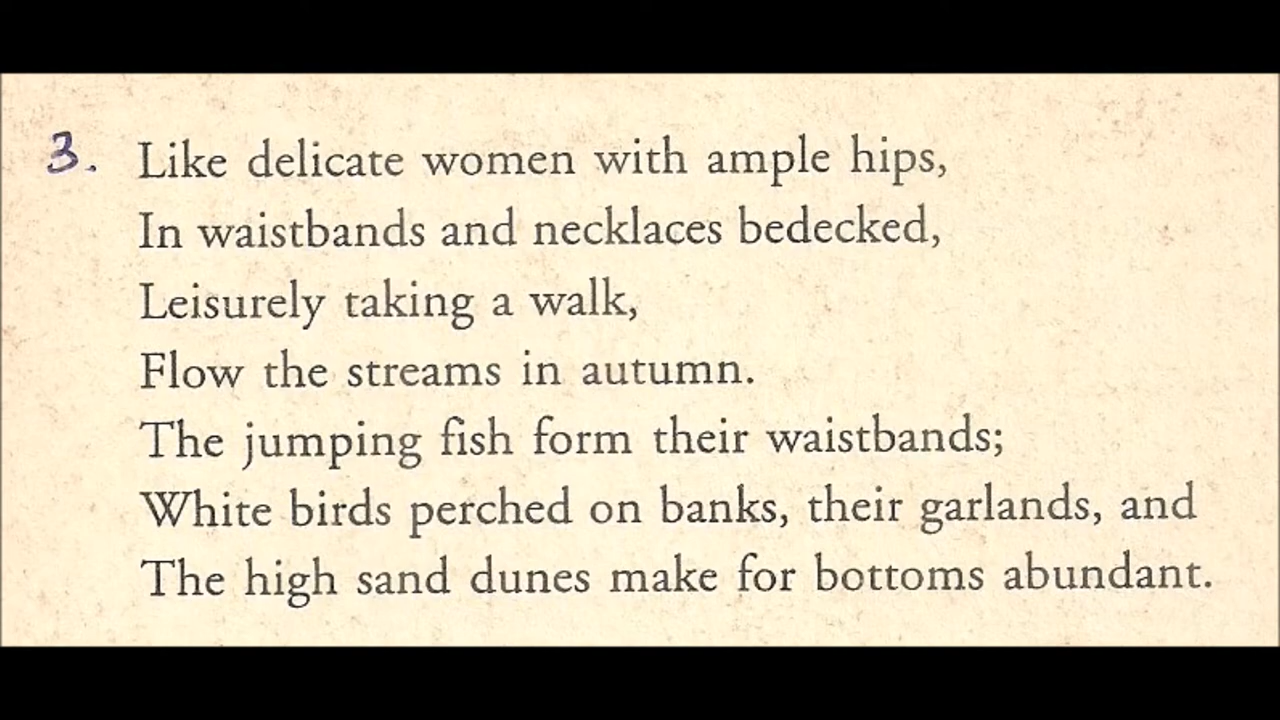 3. Like delicate women with ample hips,
In waistbands and necklaces bedecked,
Leisurely taking a walk,
Flow the streams in autumn.
The jumping fish form their waistbands;
White birds perched on banks, their garlands, and
The high sand dunes make for bottoms abundant.